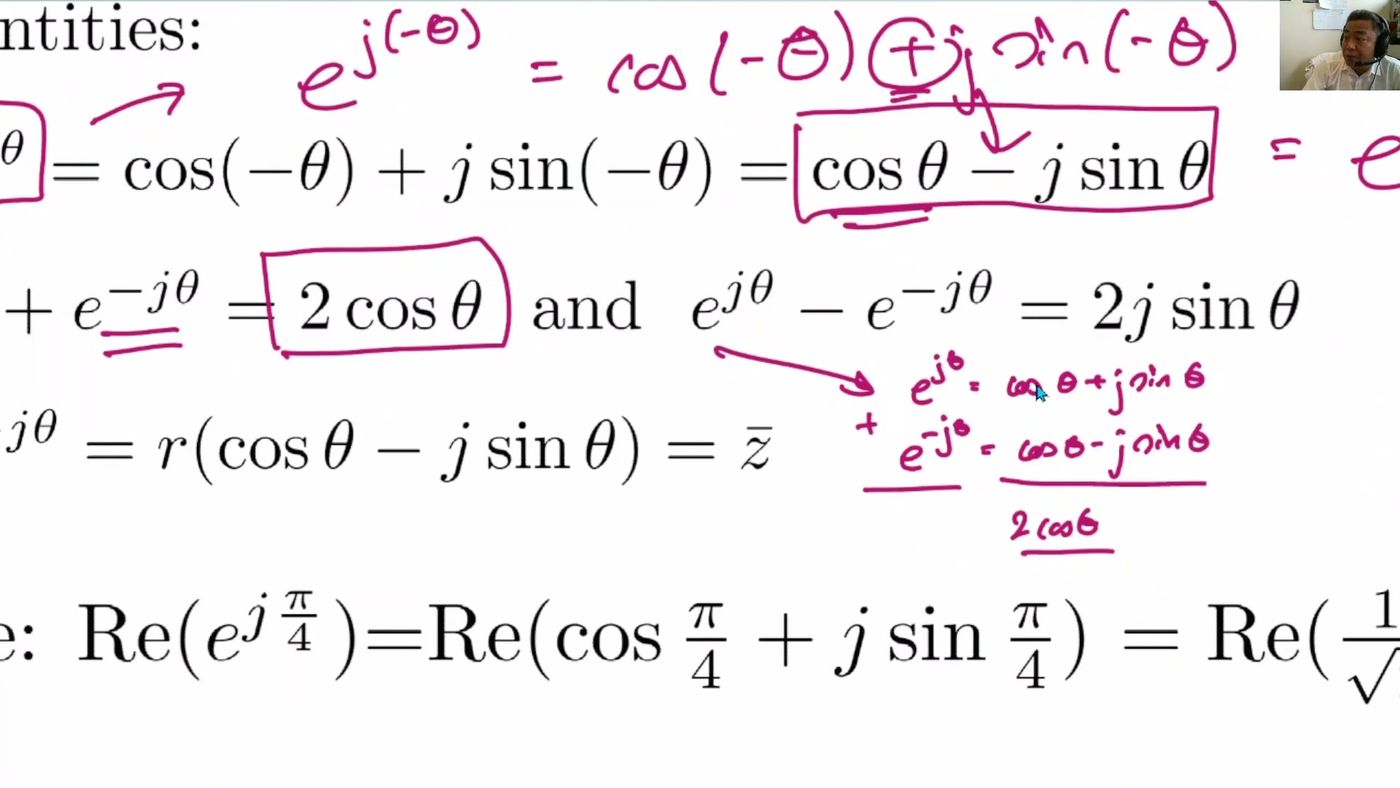 ntities:
e^{j(-θ)} = cos(-θ) + j sin(-θ)
θ = cos(−θ) + j sin(−θ) = cos θ − j sin θ = e
+ e^{−jθ} = 2 cos θ and e^{jθ} − e^{−jθ} = 2j sin θ
e^{jθ} = cos θ + j sin θ
+ e^{-jθ} = cos θ - j sin θ
2 cos θ
jθ = r(cos θ − j sin θ) = z̄
e: Re(e^{j π/4})=Re(cos π/4 + j sin π/4) = Re(1/√